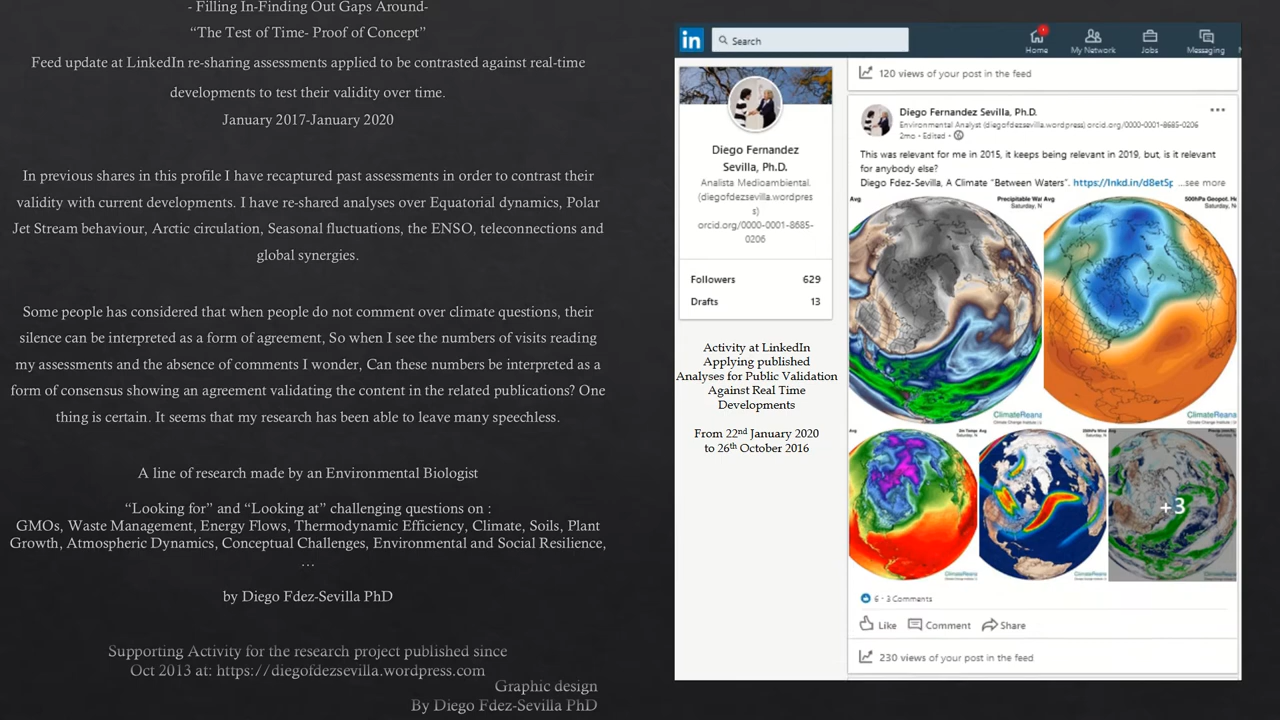 - Filling In-Finding Out Gaps Around-
“The Test of Time- Proof of Concept”
Feed update at LinkedIn re-sharing assessments applied to be contrasted against real-time
developments to test their validity over time.
January 2017-January 2020
In previous shares in this profile I have recaptured past assessments in order to contrast their
validity with current developments. I have re-shared analyses over Equatorial dynamics, Polar
Jet Stream behaviour, Arctic circulation, Seasonal fluctuations, the ENSO, teleconnections and
global synergies.
Some people has considered that when people do not comment over climate questions, their
silence can be interpreted as a form of agreement, So when I see the numbers of visits reading
my assessments and the absence of comments I wonder, Can these numbers be interpreted as a
form of consensus showing an agreement validating the content in the related publications? One
thing is certain. It seems that my research has been able to leave many speechless.
A line of research made by an Environmental Biologist
“Looking for” and “Looking at” challenging questions on :
GMOs, Waste Management, Energy Flows, Thermodynamic Efficiency, Climate, Soils, Plant
Growth, Atmospheric Dynamics, Conceptual Challenges, Environmental and Social Resilience,
…
by Diego Fdez-Sevilla PhD
Supporting Activity for the research project published since
Oct 2013 at: https://diegofdezsevilla.wordpress.com
Graphic design
By Diego Fdez-Sevilla PhD
in
Search
Home
My Network
Jobs
Messaging
Diego Fernandez
Sevilla, Ph.D.
Analista Medioambiental
(diegofdezsevilla.wordpres
s)
orcid.org/0000-0001-8685-
0206
Followers 629
Drafts 13
Activity at LinkedIn
Applying published
Analyses for Public Validation
Against Real Time
Developments
From 22nd January 2020
to 26th October 2016
120 views of your post in the feed
Diego Fernandez Sevilla, Ph.D.
Environmental Analyst (diegofdezsevilla.wordpress) orcid.org/0000-0001-8685-0206
2mo • Edited •
This was relevant for me in 2015, it keeps being relevant in 2019, but, is it relevant
for anybody else?
Diego Fdez-Sevilla, A Climate “Between Waters”. https://lnkd.in/d8etSp ...see more
Avg
Precipitable Wat
Saturday, N
Avg
500hPa Geopot. H
Saturday, N
ClimateReana
ClimateReana
Avg
Saturday, N
Avg
Saturday, N
Avg
Saturday, N
+3
ClimateReana
ClimateReana
ClimateReana
6 • 3 Comments
Like
Comment
Share
230 views of your post in the feed